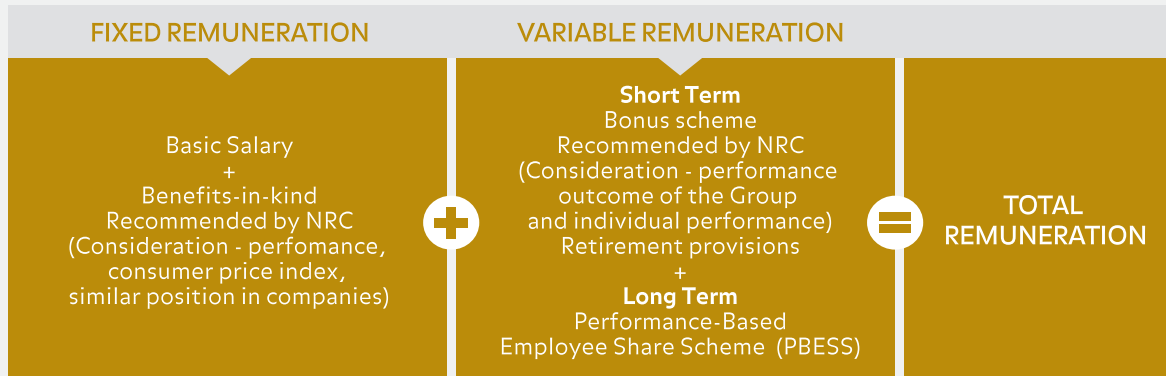 FIXED REMUNERATION
Basic Salary
+
Benefits-in-kind
Recommended by NRC
(Consideration - perfomance,
consumer price index,
similar position in companies)
+
VARIABLE REMUNERATION
Short Term
Bonus scheme
Recommended by NRC
(Consideration - performance
outcome of the Group
and individual performance)
Retirement provisions
+
Long Term
Performance-Based
Employee Share Scheme (PBESS)
=
TOTAL
REMUNERATION